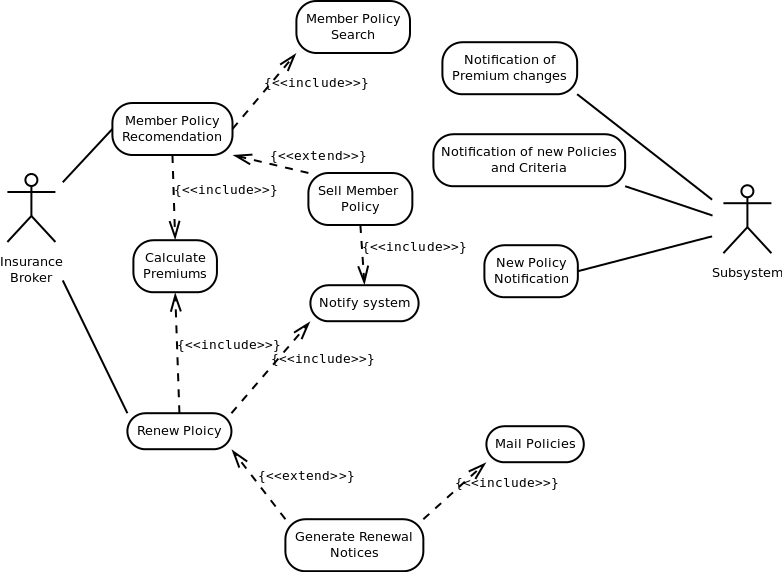 Member Policy
Search
Notification of
Premium changes
{<<include>>}
Member Policy
Recomendation
{<<extend>>}
Notification of new Policies
and Criteria
{<<include>>}
Sell Member
Policy
Insurance
Broker
Calculate
Premiums
{<<include>>}
New Policy
Notification
Subsystem
Notify system
{<<include>>}
{<<include>>}
Renew Ploicy
Mail Policies
{<<extend>>}
{<<include>>}
Generate Renewal
Notices